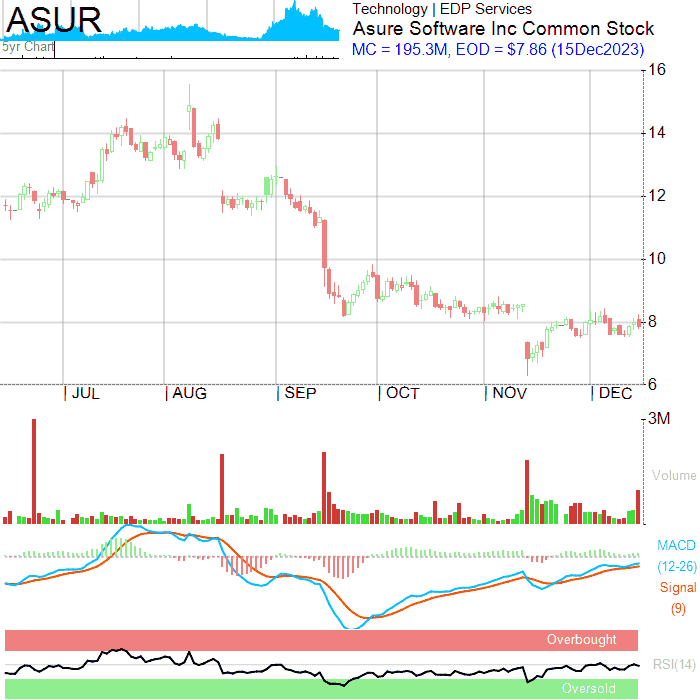 ASUR
5yr Chart
Technology | EDP Services
Asure Software Inc Common Stock
MC = 195.3M, EOD = $7.86 (15Dec2023)
16
14
12
10
8
6
| JUL | AUG | SEP | OCT | NOV | DEC
3M
Volume
MACD
(12-26)
Signal
(9)
Overbought
RSI(14)
Oversold